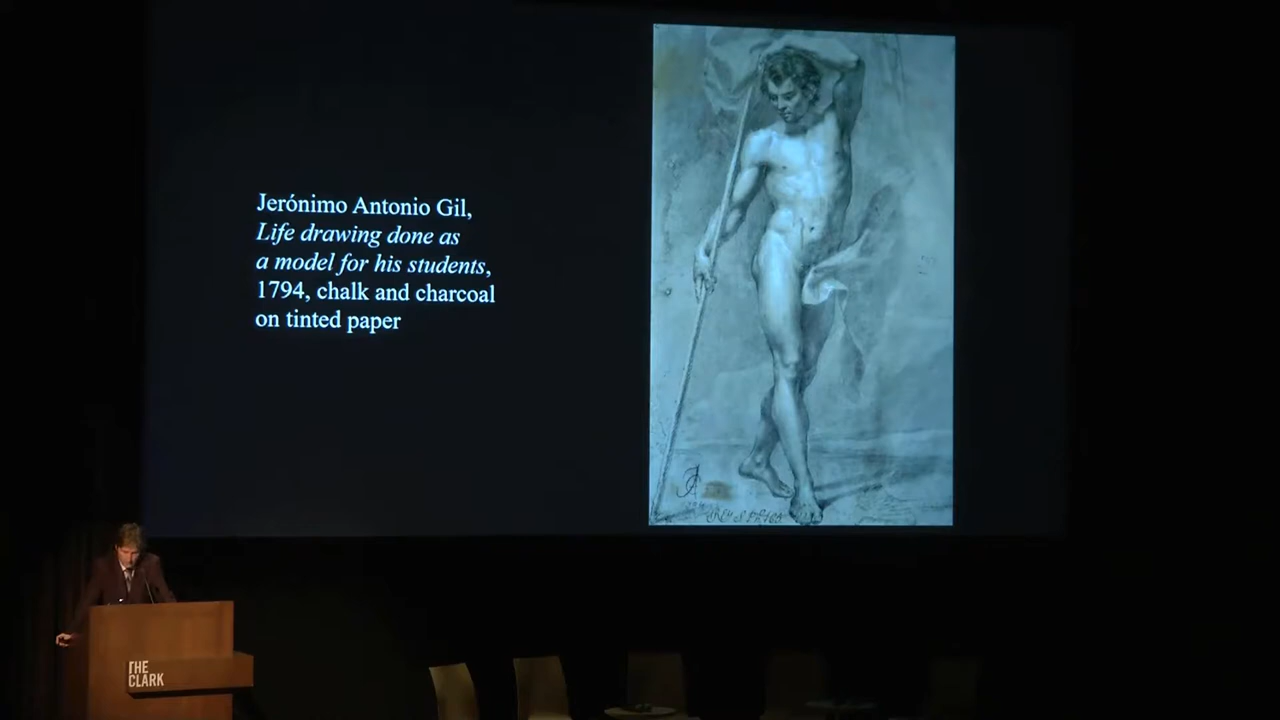 Jerónimo Antonio Gil,
Life drawing done as
a model for his students,
1794, chalk and charcoal
on tinted paper
THE
CLARK